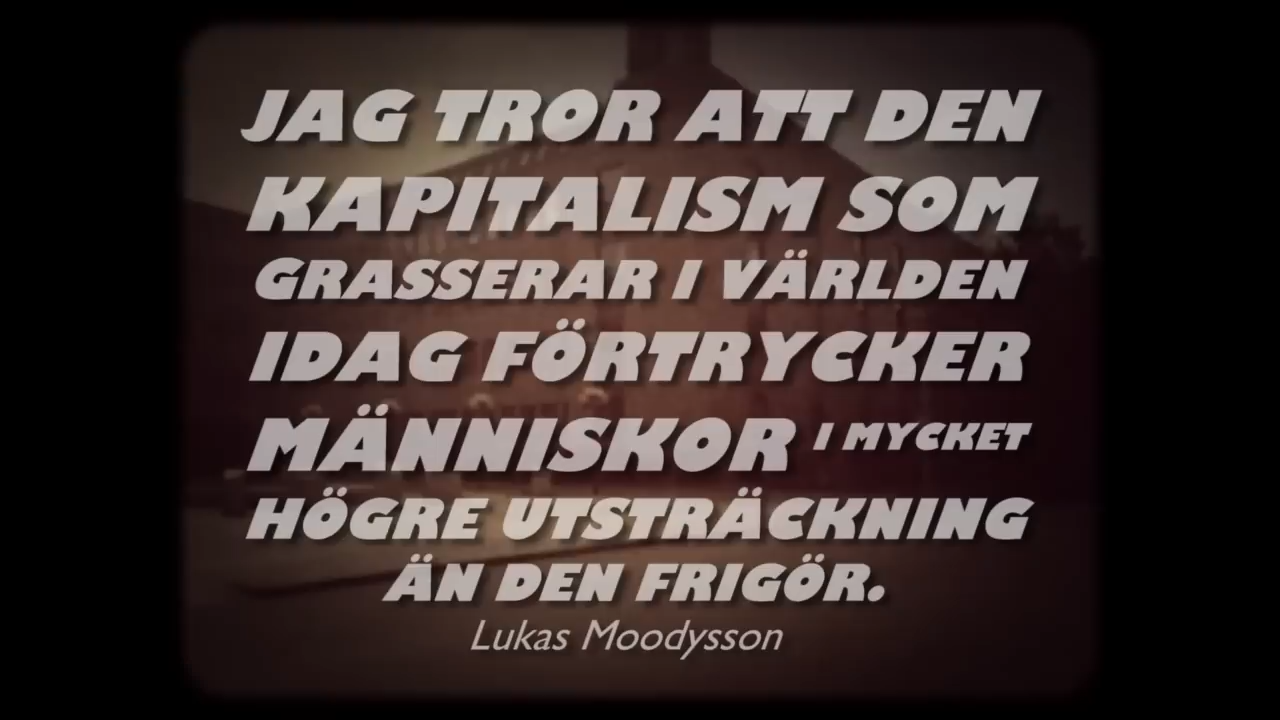 JAG TROR ATT DEN
KAPITALISM SOM
GRASSERAR I VÄRLDEN
IDAG FÖRTRYCKER
MÄNNISKOR I MYCKET
HÖGRE UTSTRÄCKNING
ÄN DEN FRIGÖR.
Lukas Moodysson